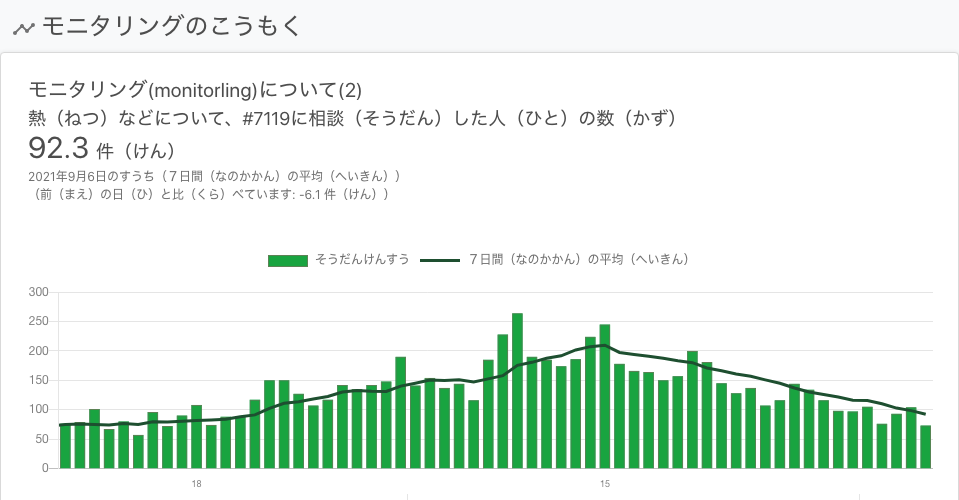 モニタリングのこうもく
モニタリング(monitorling)について(2)
熱（ねつ）などについて、#7119に相談（そうだん）した人（ひと）の数（かず）
92.3 件（けん）
2021年9月6日のすうち（７日間（なのかかん）の平均（へいきん））
（前（まえ）の日（ひ）と比（くら）べています: -6.1 件（けん））
そうだんけんすう ７日間（なのかかん）の平均（へいきん）
300
250
200
150
100
50
0
18 15